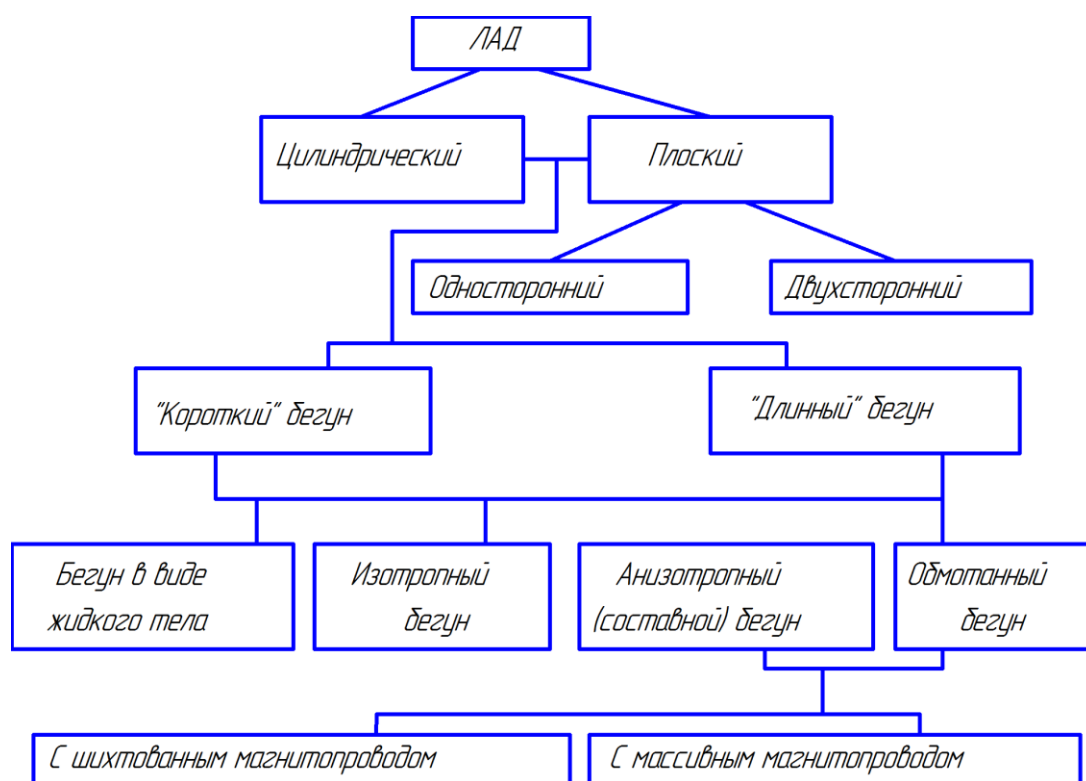 ЛАД
Цилиндрический
Плоский
Односторонний
Двухсторонний
"Короткий" бегун
"Длинный" бегун
Бегун в виде
жидкого тела
Изотропный
бегун
Анизотропный
(составной) бегун
Обмотанный
бегун
С шихтованным магнитопроводом
С массивным магнитопроводом